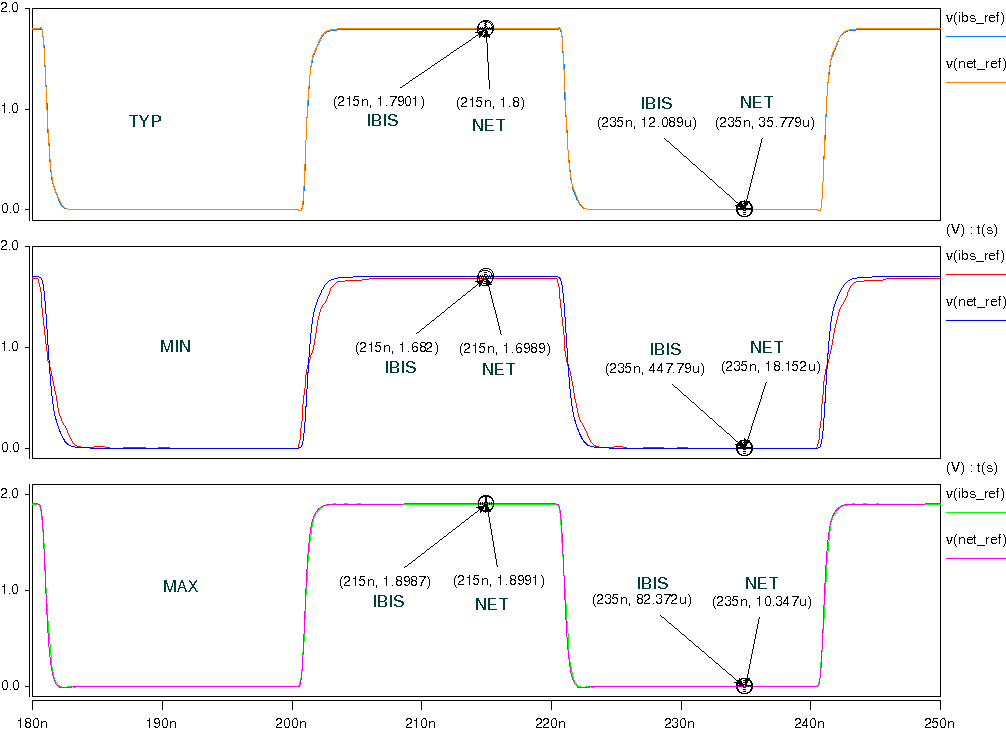 2.0
v(ibs_ref)
v(net_ref)
(215n, 1.7901)
(215n, 1.8)
IBIS
NET
1.0
TYP
IBIS
NET
(235n, 12.089u)
(235n, 35.779u)
0.0
(V) : t(s)
2.0
v(ibs_ref)
v(net_ref)
1.0
MIN
(215n, 1.682)
(215n, 1.6989)
IBIS
NET
IBIS
NET
(235n, 447.79u)
(235n, 18.152u)
0.0
(V) : t(s)
2.0
v(ibs_ref)
v(net_ref)
1.0
MAX
(215n, 1.8987)
(215n, 1.8991)
IBIS
NET
IBIS
NET
(235n, 82.372u)
(235n, 10.347u)
0.0
180n
190n
200n
210n
220n
230n
240n
250n